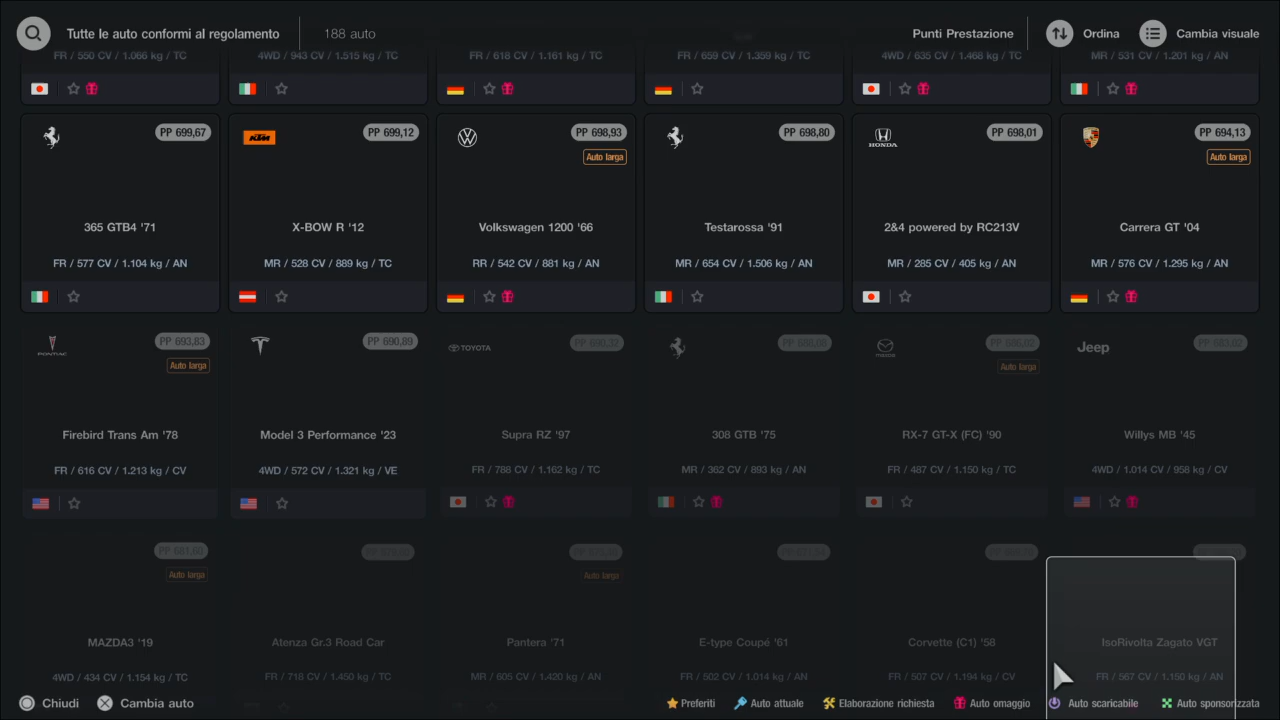 Tutte le auto conformi al regolamento 188 auto Punti Prestazione Ordina Cambia visuale
FR / 550 CV / 1.066 kg / TC 4WD / 943 CV / 1.515 kg / TC FR / 618 CV / 1.161 kg / TC FR / 659 CV / 1.359 kg / TC 4WD / 635 CV / 1.468 kg / TC MR / 531 CV / 1.201 kg / AN
PP 699,67 KTM PP 699,12 PP 698,93 PP 698,80 HONDA PP 698,01 PP 694,13
Auto larga Auto larga
365 GTB4 '71 X-BOW R '12 Volkswagen 1200 '66 Testarossa '91 2&4 powered by RC213V Carrera GT '04
FR / 577 CV / 1.104 kg / AN MR / 528 CV / 889 kg / TC RR / 542 CV / 881 kg / AN MR / 654 CV / 1.506 kg / AN MR / 285 CV / 405 kg / AN MR / 576 CV / 1.295 kg / AN
PONTIAC PP 693,83 PP 690,89 TOYOTA mazda Jeep
Auto larga Auto larga
Firebird Trans Am '78 Model 3 Performance '23 Supra RZ '97 308 GTB '75 RX-7 GT-X (FC) '90 Willys MB '45
FR / 616 CV / 1.213 kg / CV 4WD / 572 CV / 1.321 kg / VE FR / 788 CV / 1.162 kg / TC MR / 362 CV / 893 kg / AN FR / 487 CV / 1.150 kg / TC 4WD / 1.014 CV / 958 kg / CV
PP 681,60
Auto larga Auto larga
MAZDA3 '19 Atenza Gr.3 Road Car Pantera '71 E-type Coupé '61 Corvette (C1) '58 IsoRivolta Zagato VGT
4WD / 434 CV / 1.154 kg / TC FR / 718 CV / 1.450 kg / TC MR / 605 CV / 1.420 kg / AN FR / 502 CV / 1.014 kg / AN FR / 507 CV / 1.194 kg / CV FR / 567 CV / 1.150 kg / AN
Chiudi Cambia auto Preferiti Auto attuale Elaborazione richiesta Auto omaggio Auto scaricabile Auto sponsorizzata